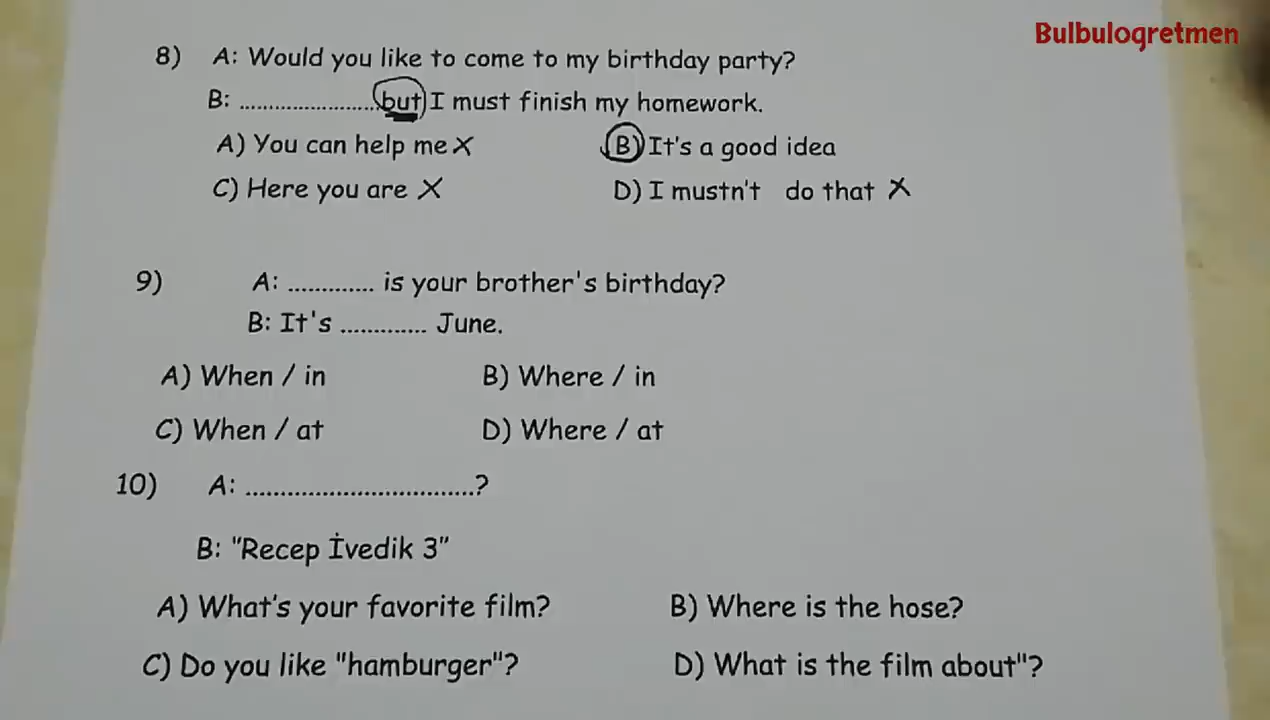 Bulbulogretmen
8) A: Would you like to come to my birthday party?
B: ...................... but I must finish my homework.
A) You can help me X
B) It's a good idea
C) Here you are X
D) I mustn't do that X
9) A: ............. is your brother's birthday?
B: It's ............. June.
A) When / in
B) Where / in
C) When / at
D) Where / at
10) A: .................................?
B: "Recep İvedik 3"
A) What's your favorite film?
B) Where is the hose?
C) Do you like "hamburger"?
D) What is the film about"?